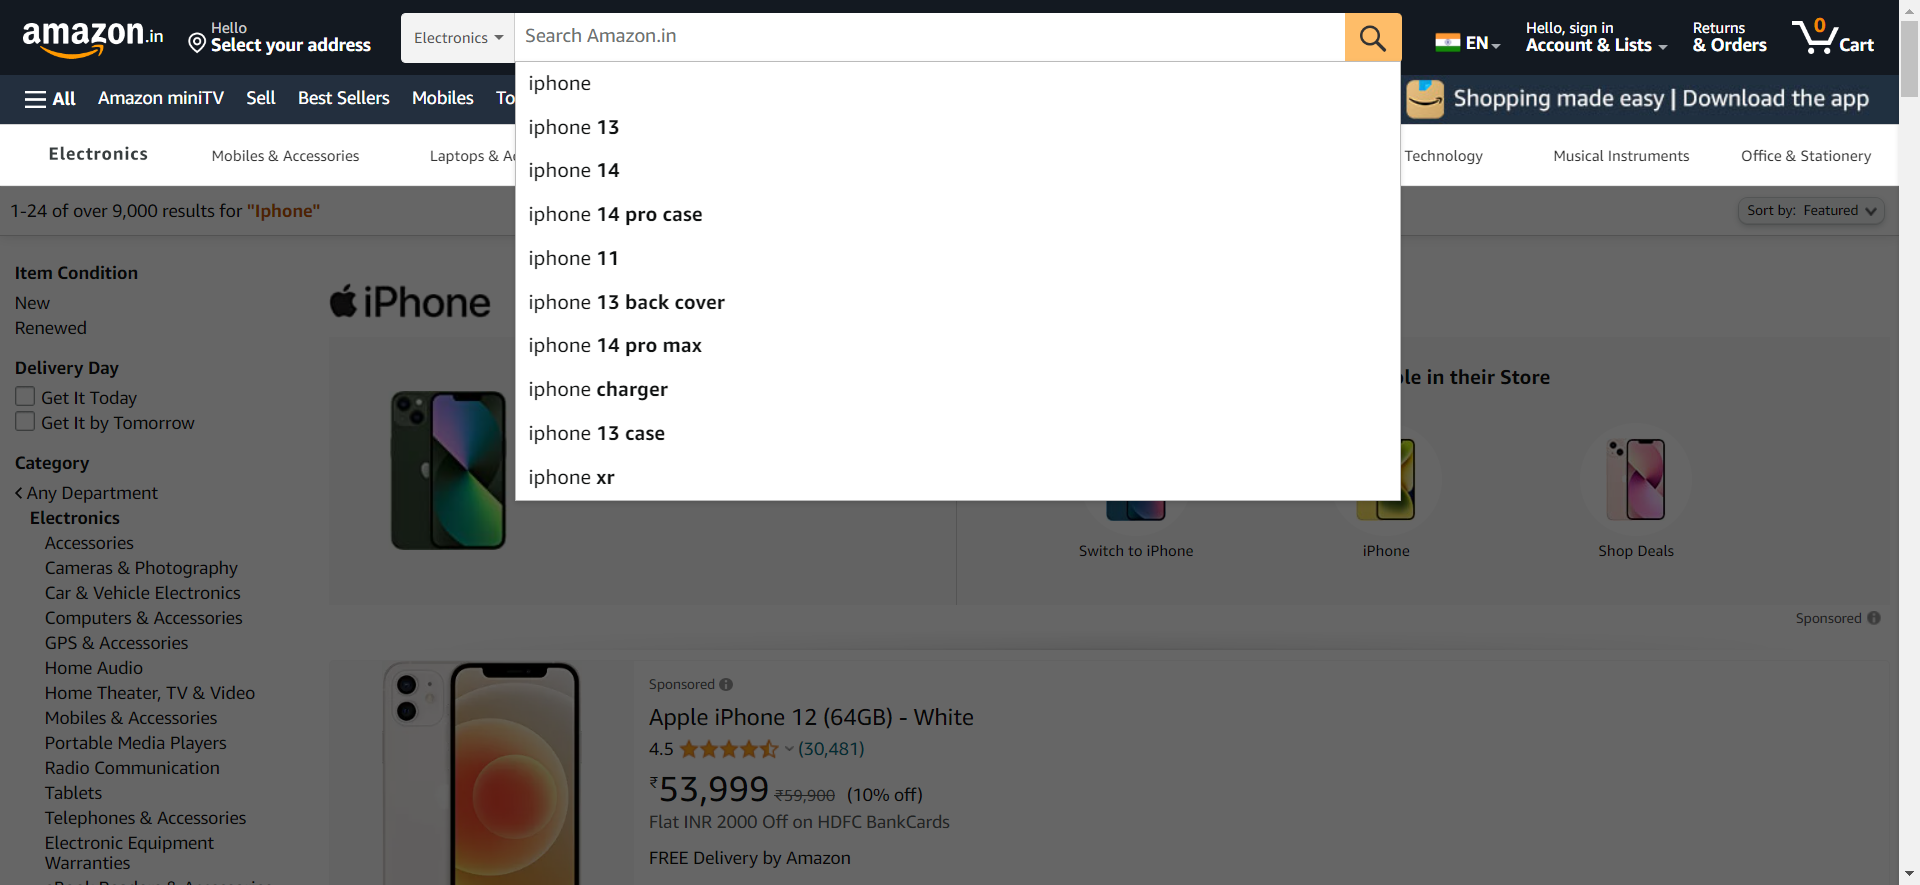 amazon.in
Hello
Select your address
Electronics
Search Amazon.in
EN
Hello, sign in
Account & Lists
Returns
& Orders
0
Cart
All
Amazon miniTV
Sell
Best Sellers
Mobiles
To
Shopping made easy | Download the app
Electronics
Mobiles & Accessories
Laptops & Ac
Technology
Musical Instruments
Office & Stationery
iphone
iphone 13
iphone 14
iphone 14 pro case
iphone 11
iphone 13 back cover
iphone 14 pro max
iphone charger
iphone 13 case
iphone xr
1-24 of over 9,000 results for "Iphone"
Sort by: Featured
Item Condition
New
Renewed
Delivery Day
Get It Today
Get It by Tomorrow
Category
Any Department
Electronics
Accessories
Cameras & Photography
Car & Vehicle Electronics
Computers & Accessories
GPS & Accessories
Home Audio
Home Theater, TV & Video
Mobiles & Accessories
Portable Media Players
Radio Communication
Tablets
Telephones & Accessories
Electronic Equipment
Warranties
iPhone
le in their Store
Switch to iPhone
iPhone
Shop Deals
Sponsored
Sponsored
Apple iPhone 12 (64GB) - White
4.5
(30,481)
₹53,999 ₹59,900 (10% off)
Flat INR 2000 Off on HDFC BankCards
FREE Delivery by Amazon